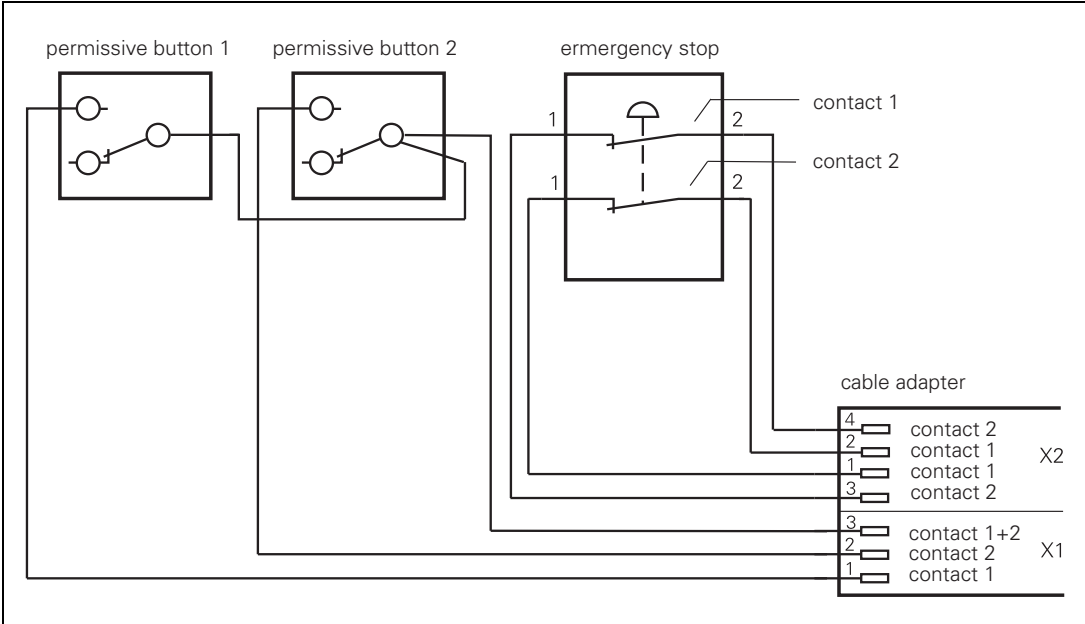 permissive button 1
permissive button 2
ermergency stop
contact 1
contact 2
1
2
1
2
cable adapter
4
contact 2
2
contact 1
X2
1
contact 1
3
contact 2
3
contact 1+2
X1
2
contact 2
1
contact 1